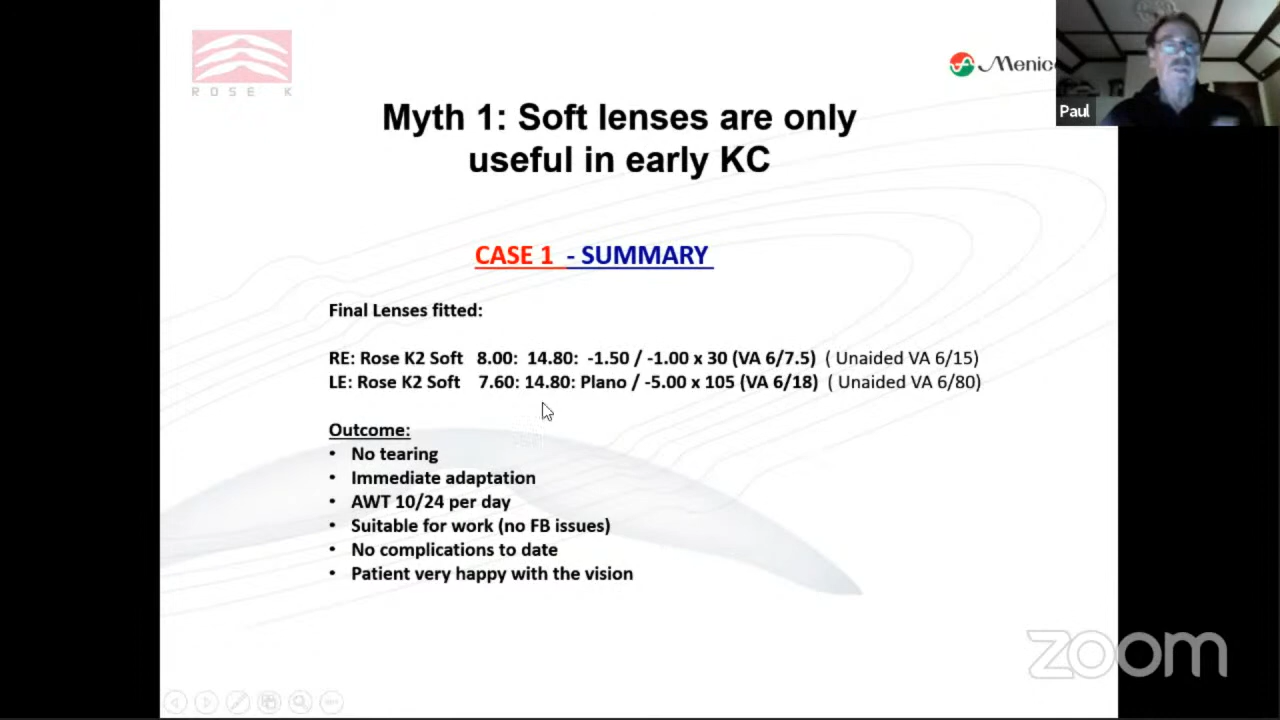 ROSE K
Menic
Paul
Myth 1: Soft lenses are only
useful in early KC
CASE 1 - SUMMARY
Final Lenses fitted:
RE: Rose K2 Soft 8.00: 14.80: -1.50 / -1.00 x 30 (VA 6/7.5) ( Unaided VA 6/15)
LE: Rose K2 Soft 7.60: 14.80: Plano / -5.00 x 105 (VA 6/18) ( Unaided VA 6/80)
Outcome:
• No tearing
• Immediate adaptation
• AWT 10/24 per day
• Suitable for work (no FB issues)
• No complications to date
• Patient very happy with the vision
zoom